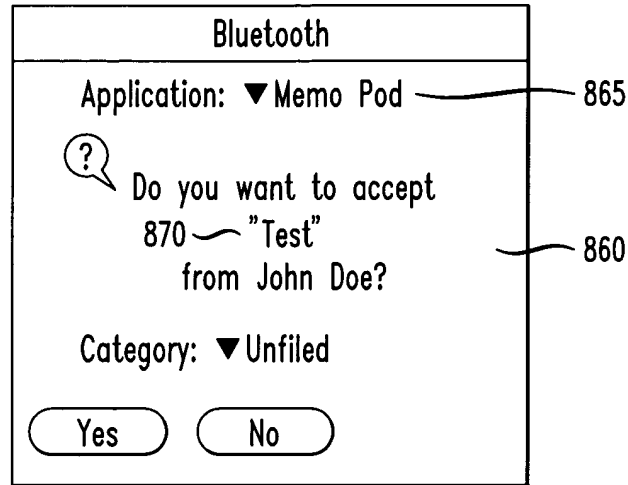 Bluetooth
Application: ▼Memo Pod 865
?
Do you want to accept
870 "Test"
860
from John Doe?
Category: ▼Unfiled
Yes No